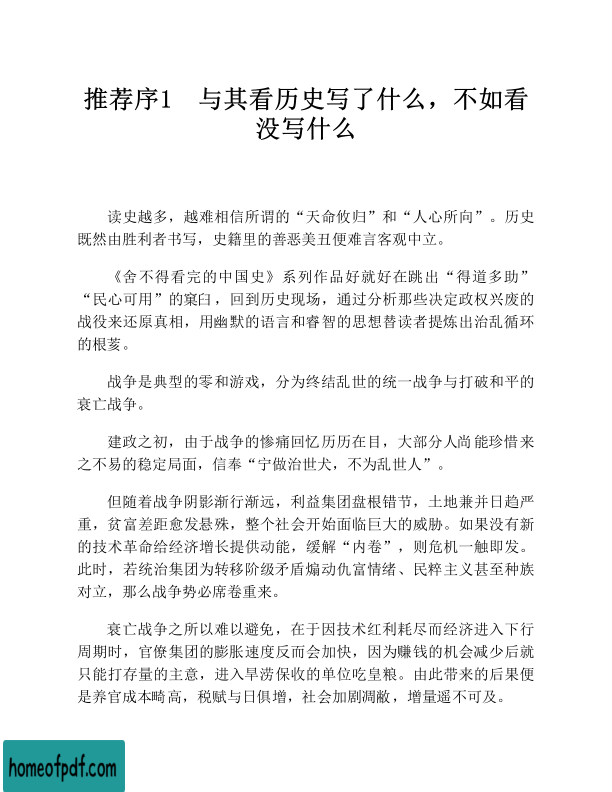 推荐序1 与其看历史写了什么，不如看
没写什么
读史越多，越难相信所谓的“天命攸归”和“人心所向”。历史
既然由胜利者书写，史籍里的善恶美丑便难言客观中立。
《舍不得看完的中国史》系列作品好就好在跳出“得道多助”
“民心可用”的窠臼，回到历史现场，通过分析那些决定政权兴废的
战役来还原真相，用幽默的语言和睿智的思想替读者提炼出治乱循环
的根荄。
战争是典型的零和游戏，分为终结乱世的统一战争与打破和平的
衰亡战争。
建政之初，由于战争的惨痛回忆历历在目，大部分人尚能珍惜来
之不易的稳定局面，信奉“宁做治世犬，不为乱世人”。
但随着战争阴影渐行渐远，利益集团盘根错节，土地兼并日趋严
重，贫富差距愈发悬殊，整个社会开始面临巨大的威胁。如果没有新
的技术革命给经济增长提供动能，缓解“内卷”，则危机一触即发。
此时，若统治集团为转移阶级矛盾煽动仇富情绪、民粹主义甚至种族
对立，那么战争势必席卷重来。
衰亡战争之所以难以避免，在于因技术红利耗尽而经济进入下行
周期时，官僚集团的膨胀速度反而会加快，因为赚钱的机会减少后就
只能打存量的主意，进入旱涝保收的单位吃皇粮。由此带来的后果便
是养官成本畸高，税赋与日俱增，社会加剧凋敝，增量遥不可及。
homeofpdf.com